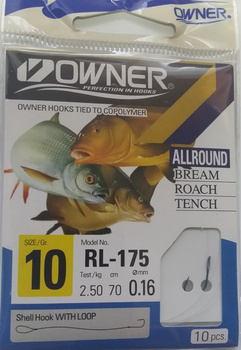 OWNER
OWNER
PERFECTION IN HOOKS
OWNER HOOKS TIED TO COPOLYMER
ALLROUND
BREAM
ROACH
TENCH
SIZE/Gr. Model No.
10 RL-175
Test/kg cm Ømm
2.50 70 0.16
Shell Hook WITH LOOP
10 pcs